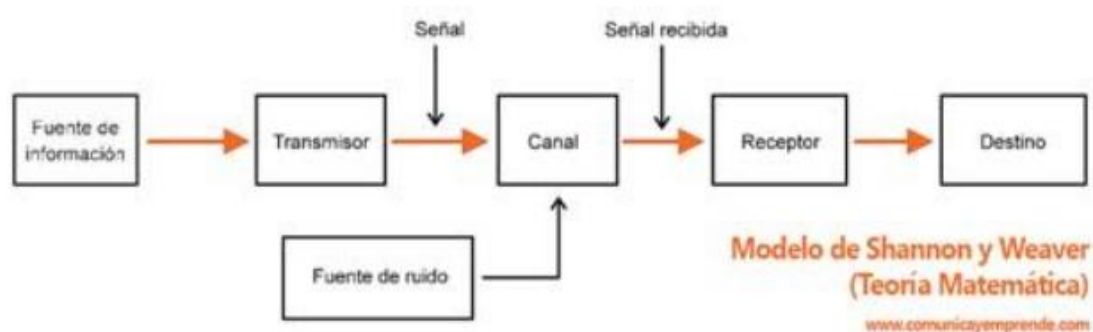 Señal
Señal recibida
Fuente de
información
Transmisor
Canal
Receptor
Destino
Fuente de ruido
Modelo de Shannon y Weaver
(Teoría Matemática)
www.comunicayemprende.com